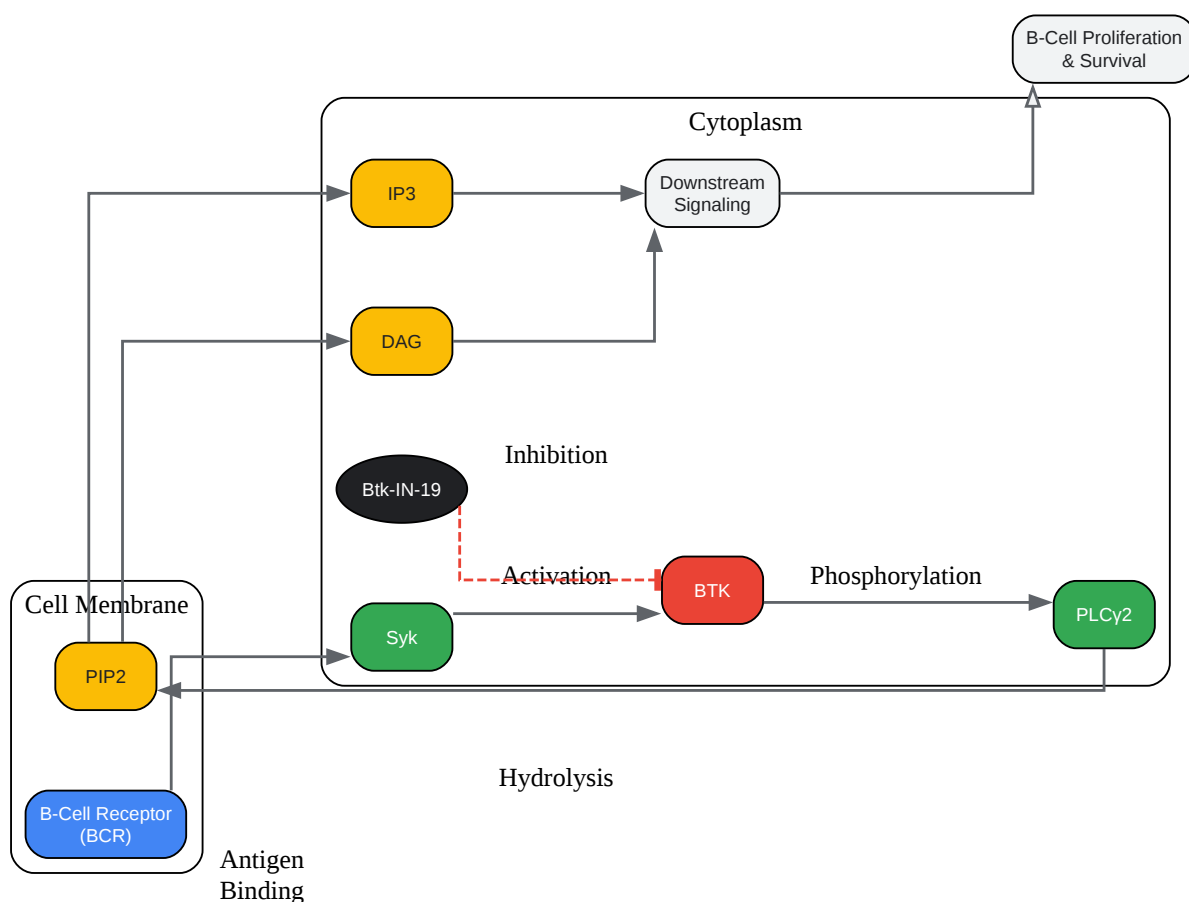 B-Cell Proliferation
& Survival
Cytoplasm
IP3
Downstream
Signaling
DAG
Inhibition
Btk-IN-19
Activation
BTK
Phosphorylation
PLCγ2
Cell Membrane
Syk
PIP2
Hydrolysis
B-Cell Receptor
(BCR)
Antigen
Binding